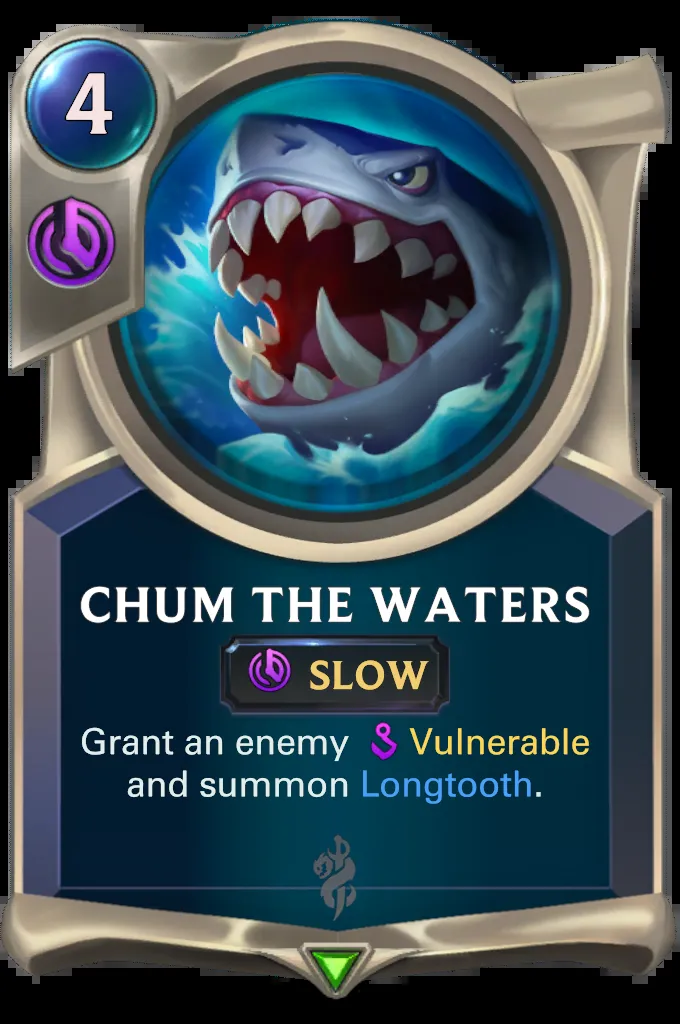 4
CHUM THE WATERS
SLOW
Grant an enemy Vulnerable
and summon Longtooth.